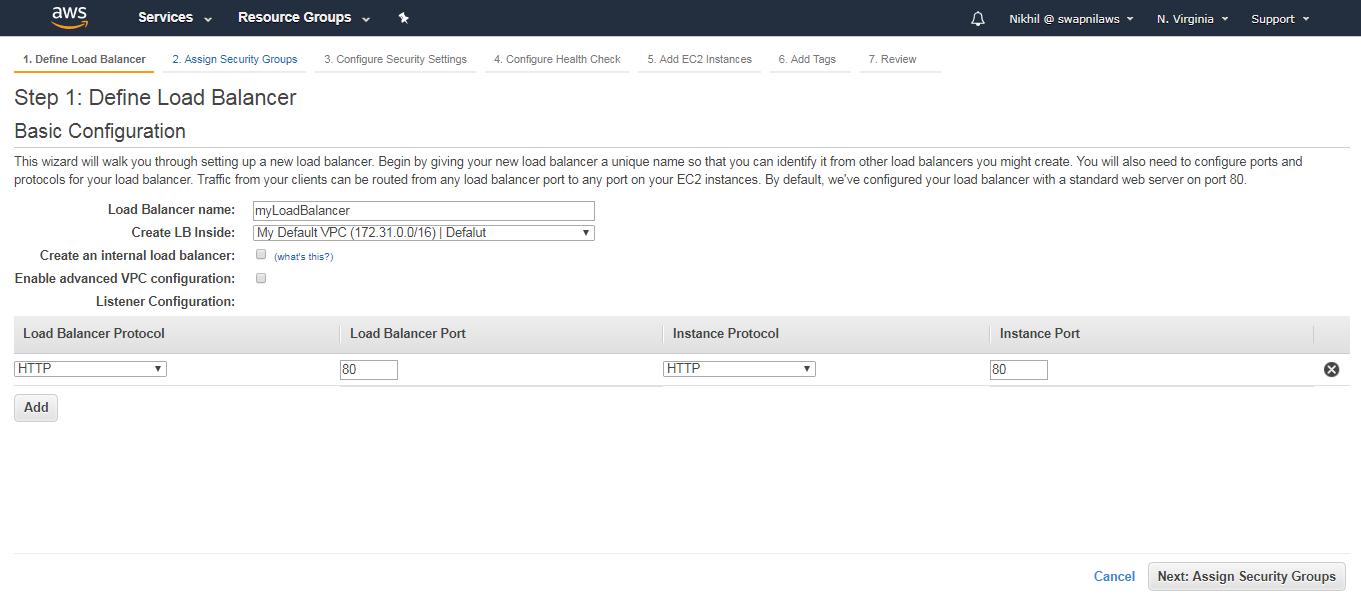 aws Services Resource Groups Nikhil @ swapnilaws N. Virginia Support
1. Define Load Balancer 2. Assign Security Groups 3. Configure Security Settings 4. Configure Health Check 5. Add EC2 Instances 6. Add Tags 7. Review
Step 1: Define Load Balancer
Basic Configuration
This wizard will walk you through setting up a new load balancer. Begin by giving your new load balancer a unique name so that you can identify it from other load balancers you might create. You will also need to configure ports and
protocols for your load balancer. Traffic from your clients can be routed from any load balancer port to any port on your EC2 instances. By default, we've configured your load balancer with a standard web server on port 80.
Load Balancer name: myLoadBalancer
Create LB Inside: My Default VPC (172.31.0.0/16) | Defalut
Create an internal load balancer: (what's this?)
Enable advanced VPC configuration:
Listener Configuration:
Load Balancer Protocol Load Balancer Port Instance Protocol Instance Port
HTTP 80 HTTP 80
Add
Cancel Next: Assign Security Groups